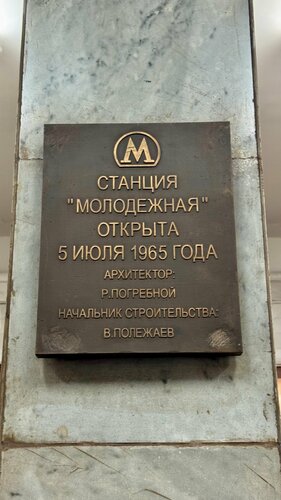 М
СТАНЦИЯ
"МОЛОДЕЖНАЯ"
ОТКРЫТА
5 ИЮЛЯ 1965 ГОДА
АРХИТЕКТОР:
Р.ПОГРЕБНОЙ
НАЧАЛЬНИК СТРОИТЕЛЬСТВА:
В.ПОЛЕЖАЕВ